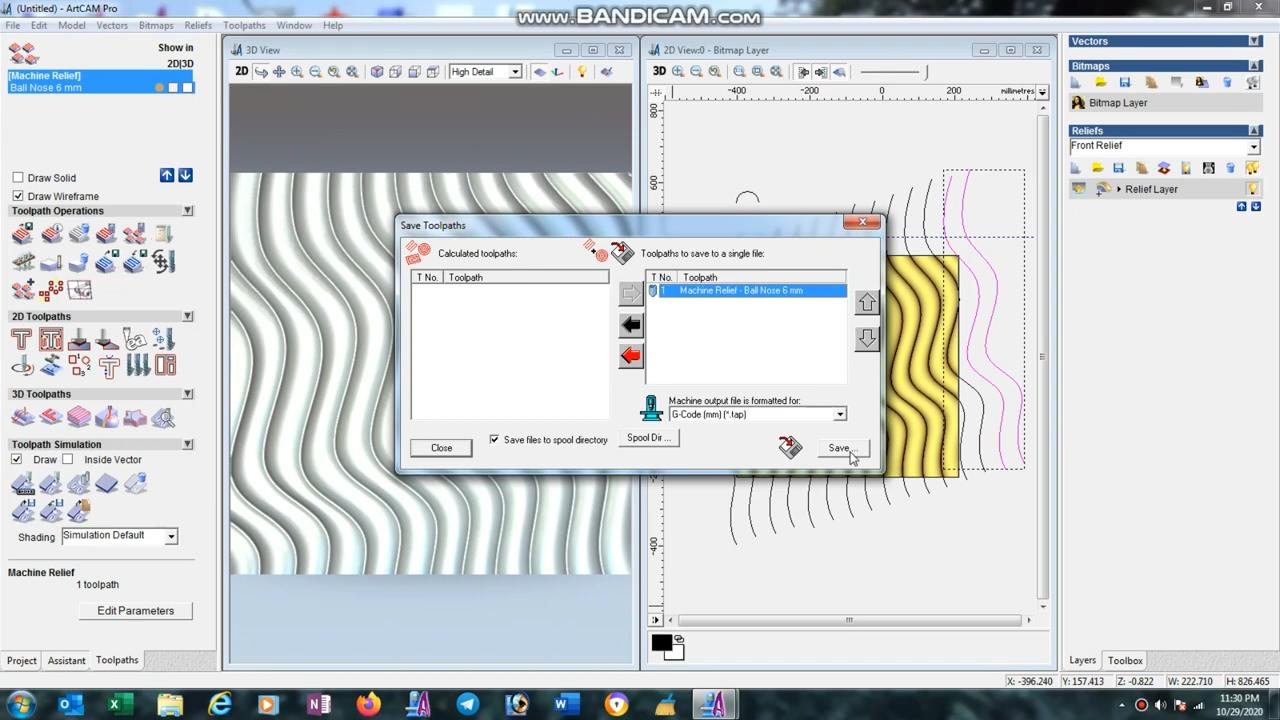 (Untitled) - ArtCAM Pro
www.BANDICAM.com
File Edit Model Vectors Bitmaps Reliefs Toolpaths Window Help
Show in
2D|3D
[Machine Relief]
Ball Nose 6 mm
Draw Solid
Draw Wireframe
Toolpath Operations
2D Toolpaths
3D Toolpaths
Toolpath Simulation
Draw Inside Vector
Shading Simulation Default
Machine Relief
1 toolpath
Edit Parameters
Project Assistant Toolpaths
3D View
2D High Detail
2D View:0 - Bitmap Layer
3D
-400 -200 0 200 millimetres
800
600
-200
-400
Save Toolpaths
Calculated toolpaths:
T No. Toolpath
Toolpaths to save to a single file:
T No. Toolpath
1 Machine Relief - Ball Nose 6 mm
Machine output file is formatted for:
G-Code (mm) (*.tap)
Save files to spool directory Spool Dir ...
Close
Save ...
Vectors
Bitmaps
Bitmap Layer
Reliefs
Front Relief
Relief Layer
Layers Toolbox
X: -396.240 Y: 157.413 Z: -0.822 W: 222.710 H: 826.465
11:30 PM
10/29/2020